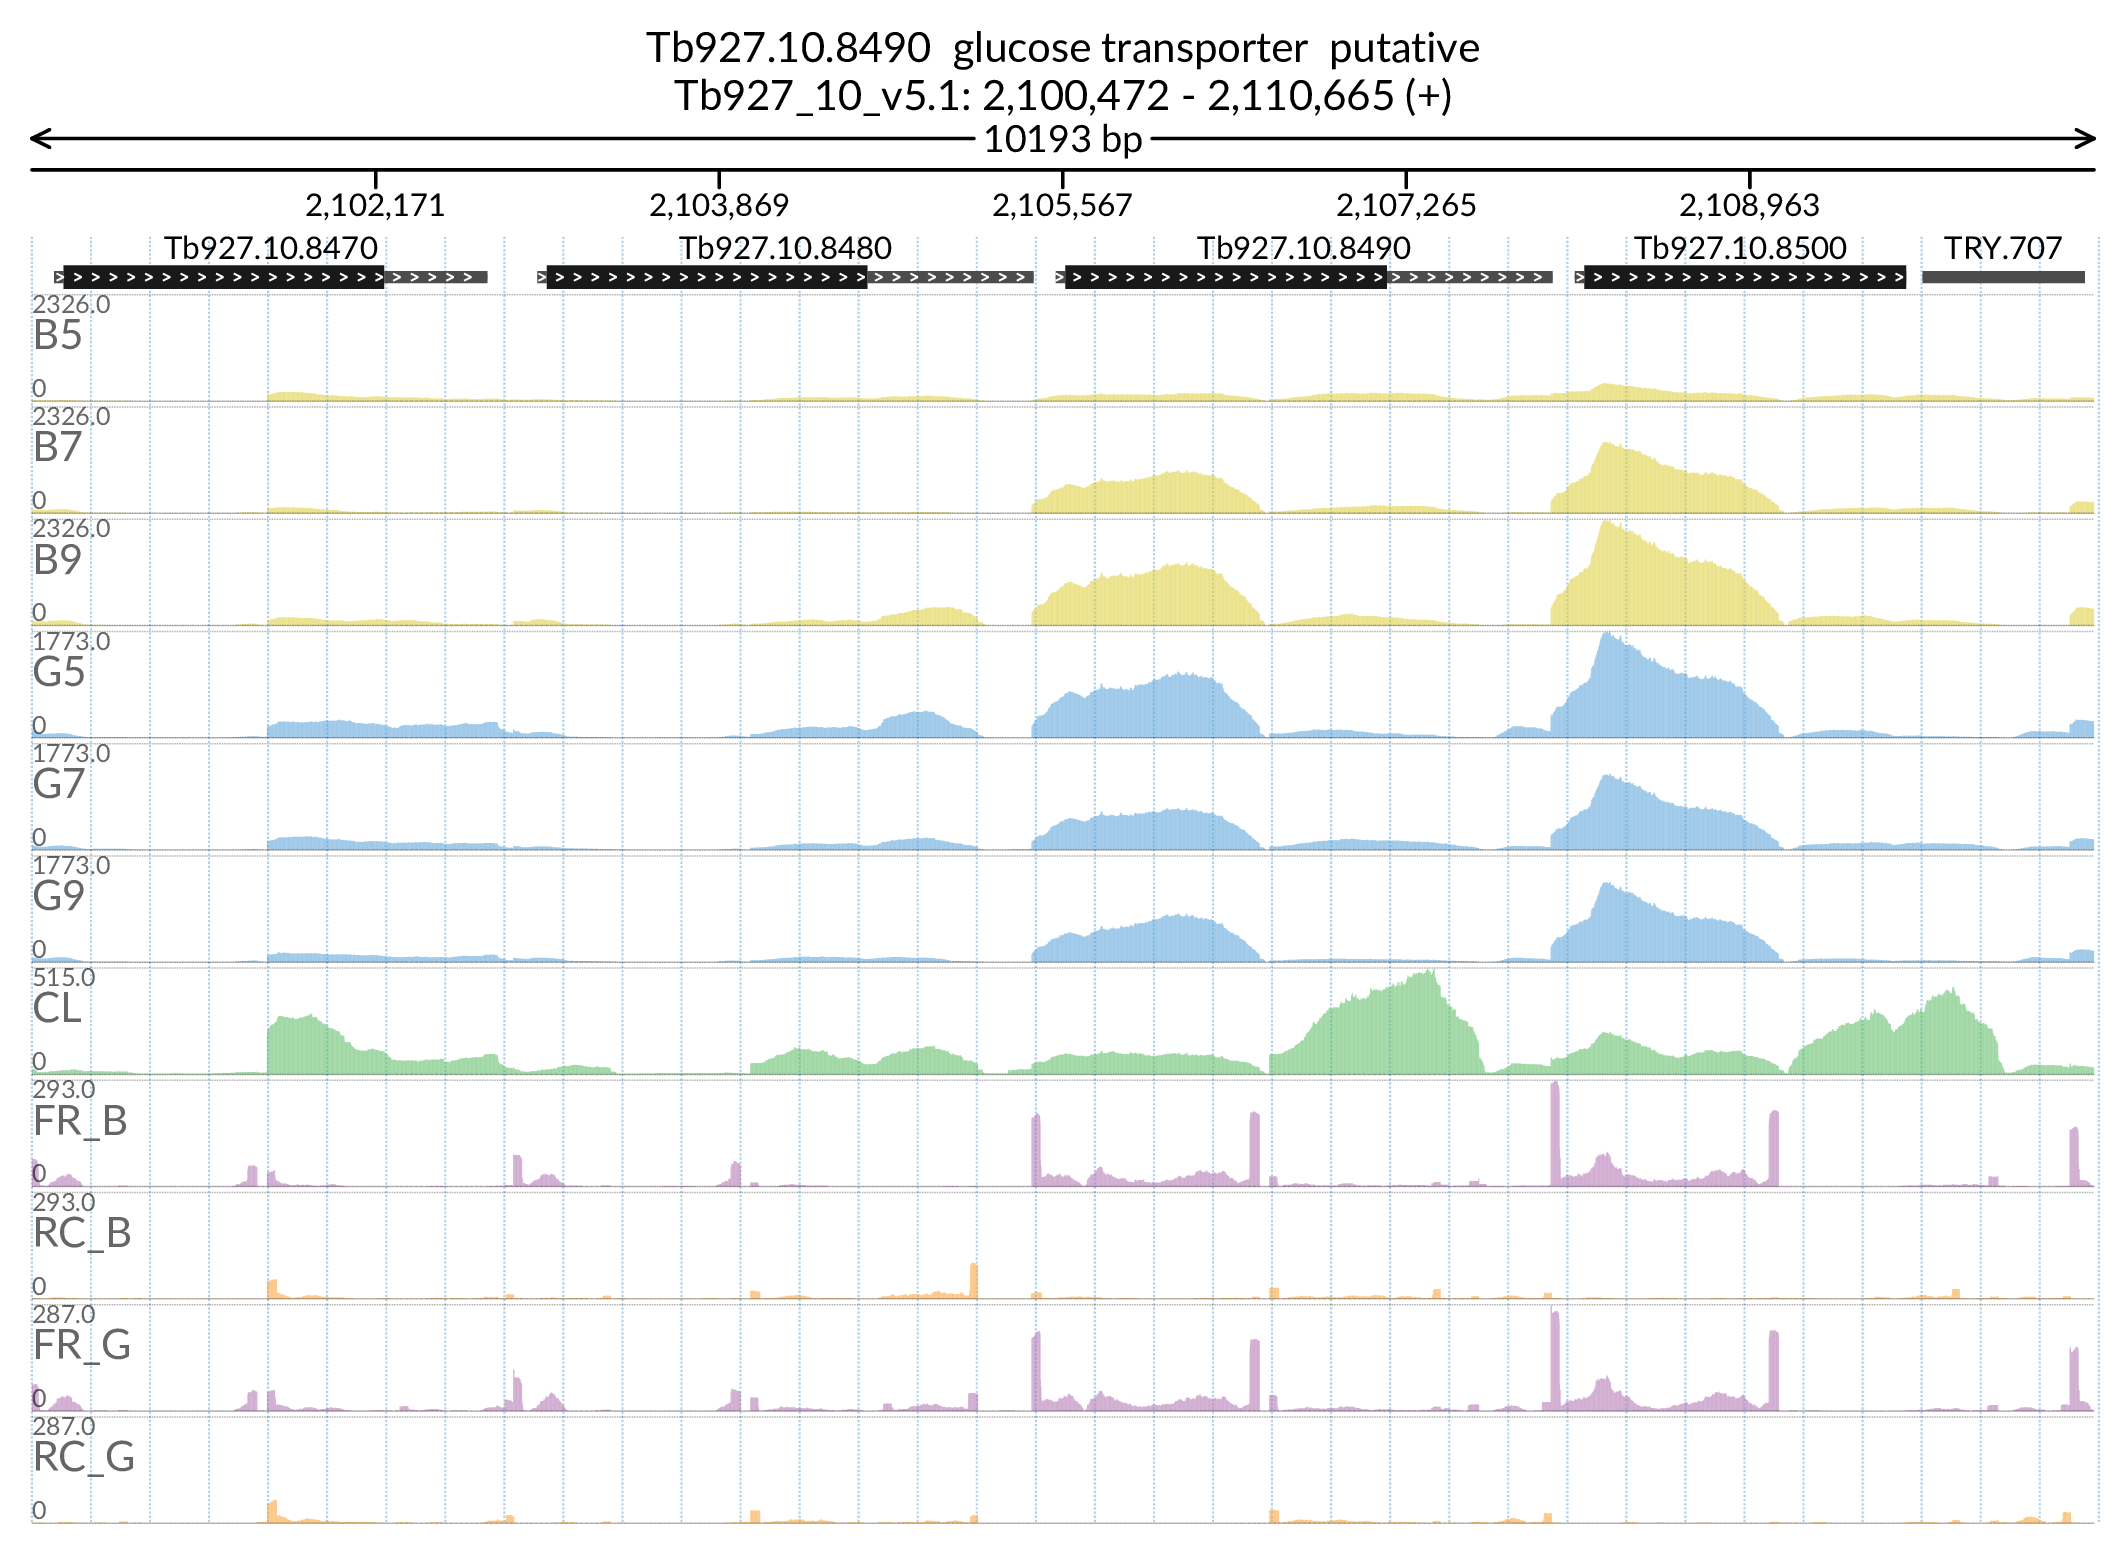 Tb927.10.8490  glucose transporter  putative
Tb927_10_v5.1: 2,100,472 - 2,110,665 (+)
10193 bp
2,102,171 2,103,869 2,105,567 2,107,265 2,108,963
Tb927.10.8470 Tb927.10.8480 Tb927.10.8490 Tb927.10.8500 TRY.707
2326.0
B5
0
2326.0
B7
0
2326.0
B9
0
1773.0
G5
0
1773.0
G7
0
1773.0
G9
0
515.0
CL
0
293.0
FR_B
0
293.0
RC_B
0
287.0
FR_G
0
287.0
RC_G
0